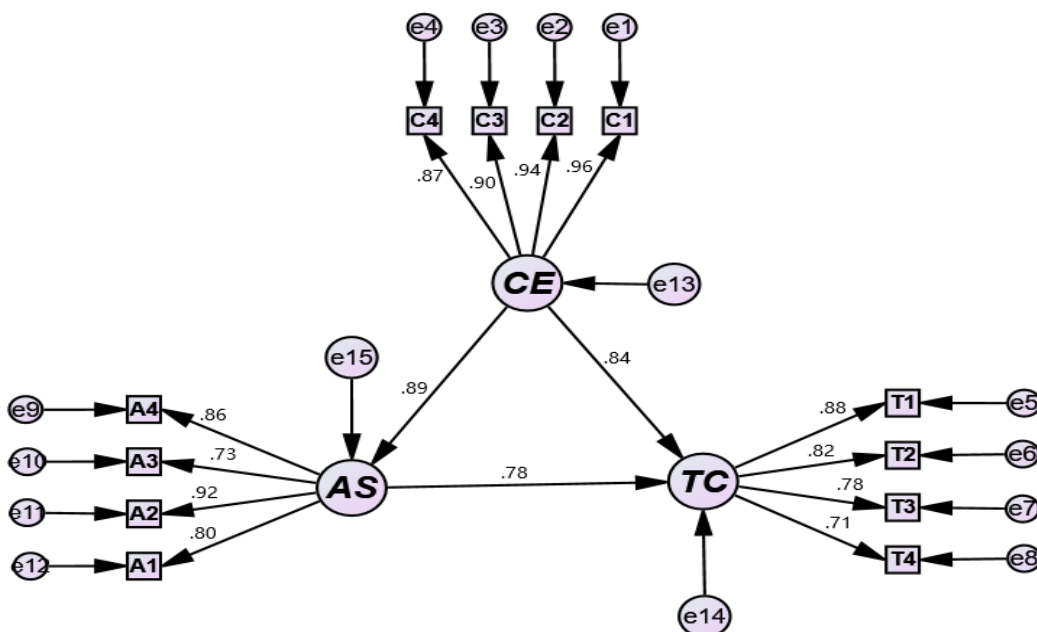 e4 e3 e2 e1
C4 C3 C2 C1
.87 .90 .94 .96
CE e13
e15 .89 .84
e9 A4 .86 .88 T1 e5
e10 A3 .73 .82 T2 e6
AS .78 TC
e11 A2 .92 .78 T3 e7
e12 A1 .80 .71 T4 e8
e14